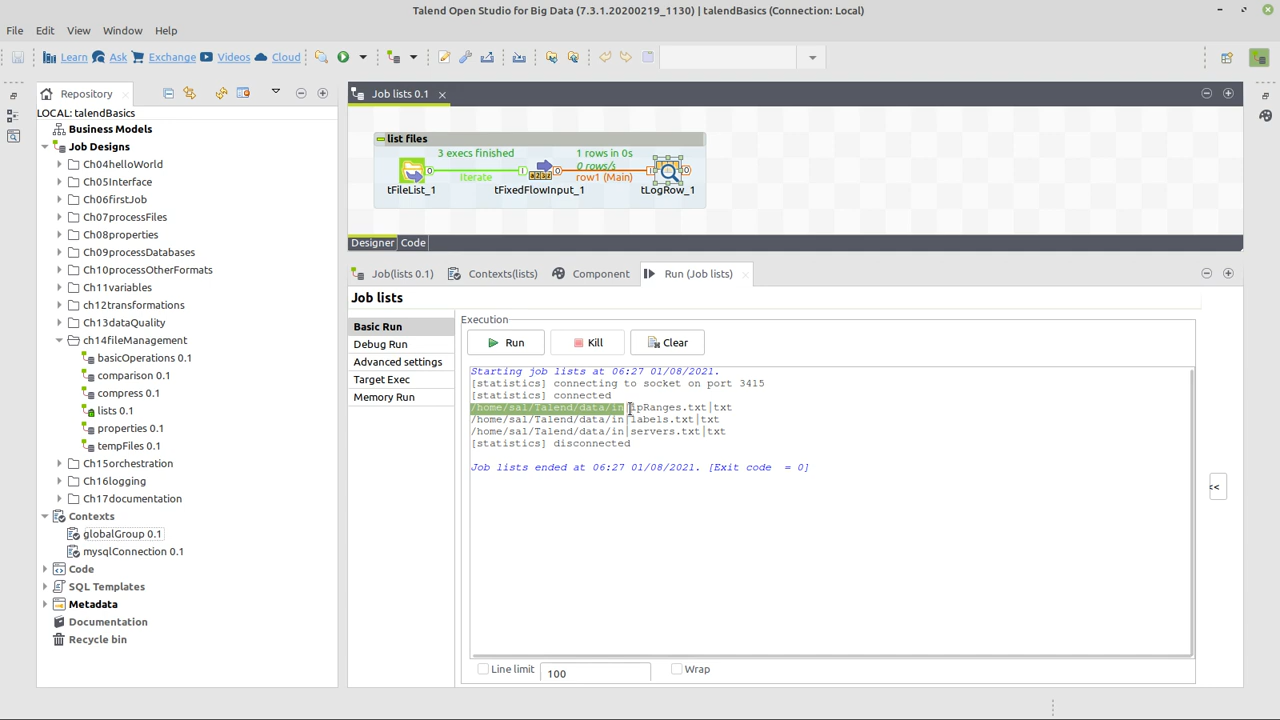 Talend Open Studio for Big Data (7.3.1.20200219_1130) | talendBasics (Connection: Local)
File Edit View Window Help
Learn Ask Exchange Videos Cloud
Repository
LOCAL: talendBasics
Business Models
Job Designs
Ch04helloWorld
Ch05Interface
Ch06firstJob
Ch07processFiles
Ch08properties
Ch09processDatabases
Ch10processOtherFormats
Ch11variables
ch12transformations
Ch13dataQuality
ch14fileManagement
basicOperations 0.1
comparison 0.1
compress 0.1
lists 0.1
properties 0.1
tempFiles 0.1
Ch15orchestration
Ch16logging
Ch17documentation
Contexts
globalGroup 0.1
mysqlConnection 0.1
Code
SQL Templates
Metadata
Documentation
Recycle bin
Job lists 0.1
list files
3 execs finished
Iterate
1 rows in 0s
0 rows/s
row1 (Main)
tFileList_1 tFixedFlowInput_1 tLogRow_1
Designer Code
Job(lists 0.1) Contexts(lists) Component Run (Job lists)
Job lists
Basic Run
Debug Run
Advanced settings
Target Exec
Memory Run
Execution
Run Kill Clear
Starting job lists at 06:27 01/08/2021.
[statistics] connecting to socket on port 3415
[statistics] connected
/home/sal/Talend/data/in|ipRanges.txt|txt
/home/sal/Talend/data/in|labels.txt|txt
/home/sal/Talend/data/in|servers.txt|txt
[statistics] disconnected
Job lists ended at 06:27 01/08/2021. [Exit code = 0]
<<
Line limit 100 Wrap